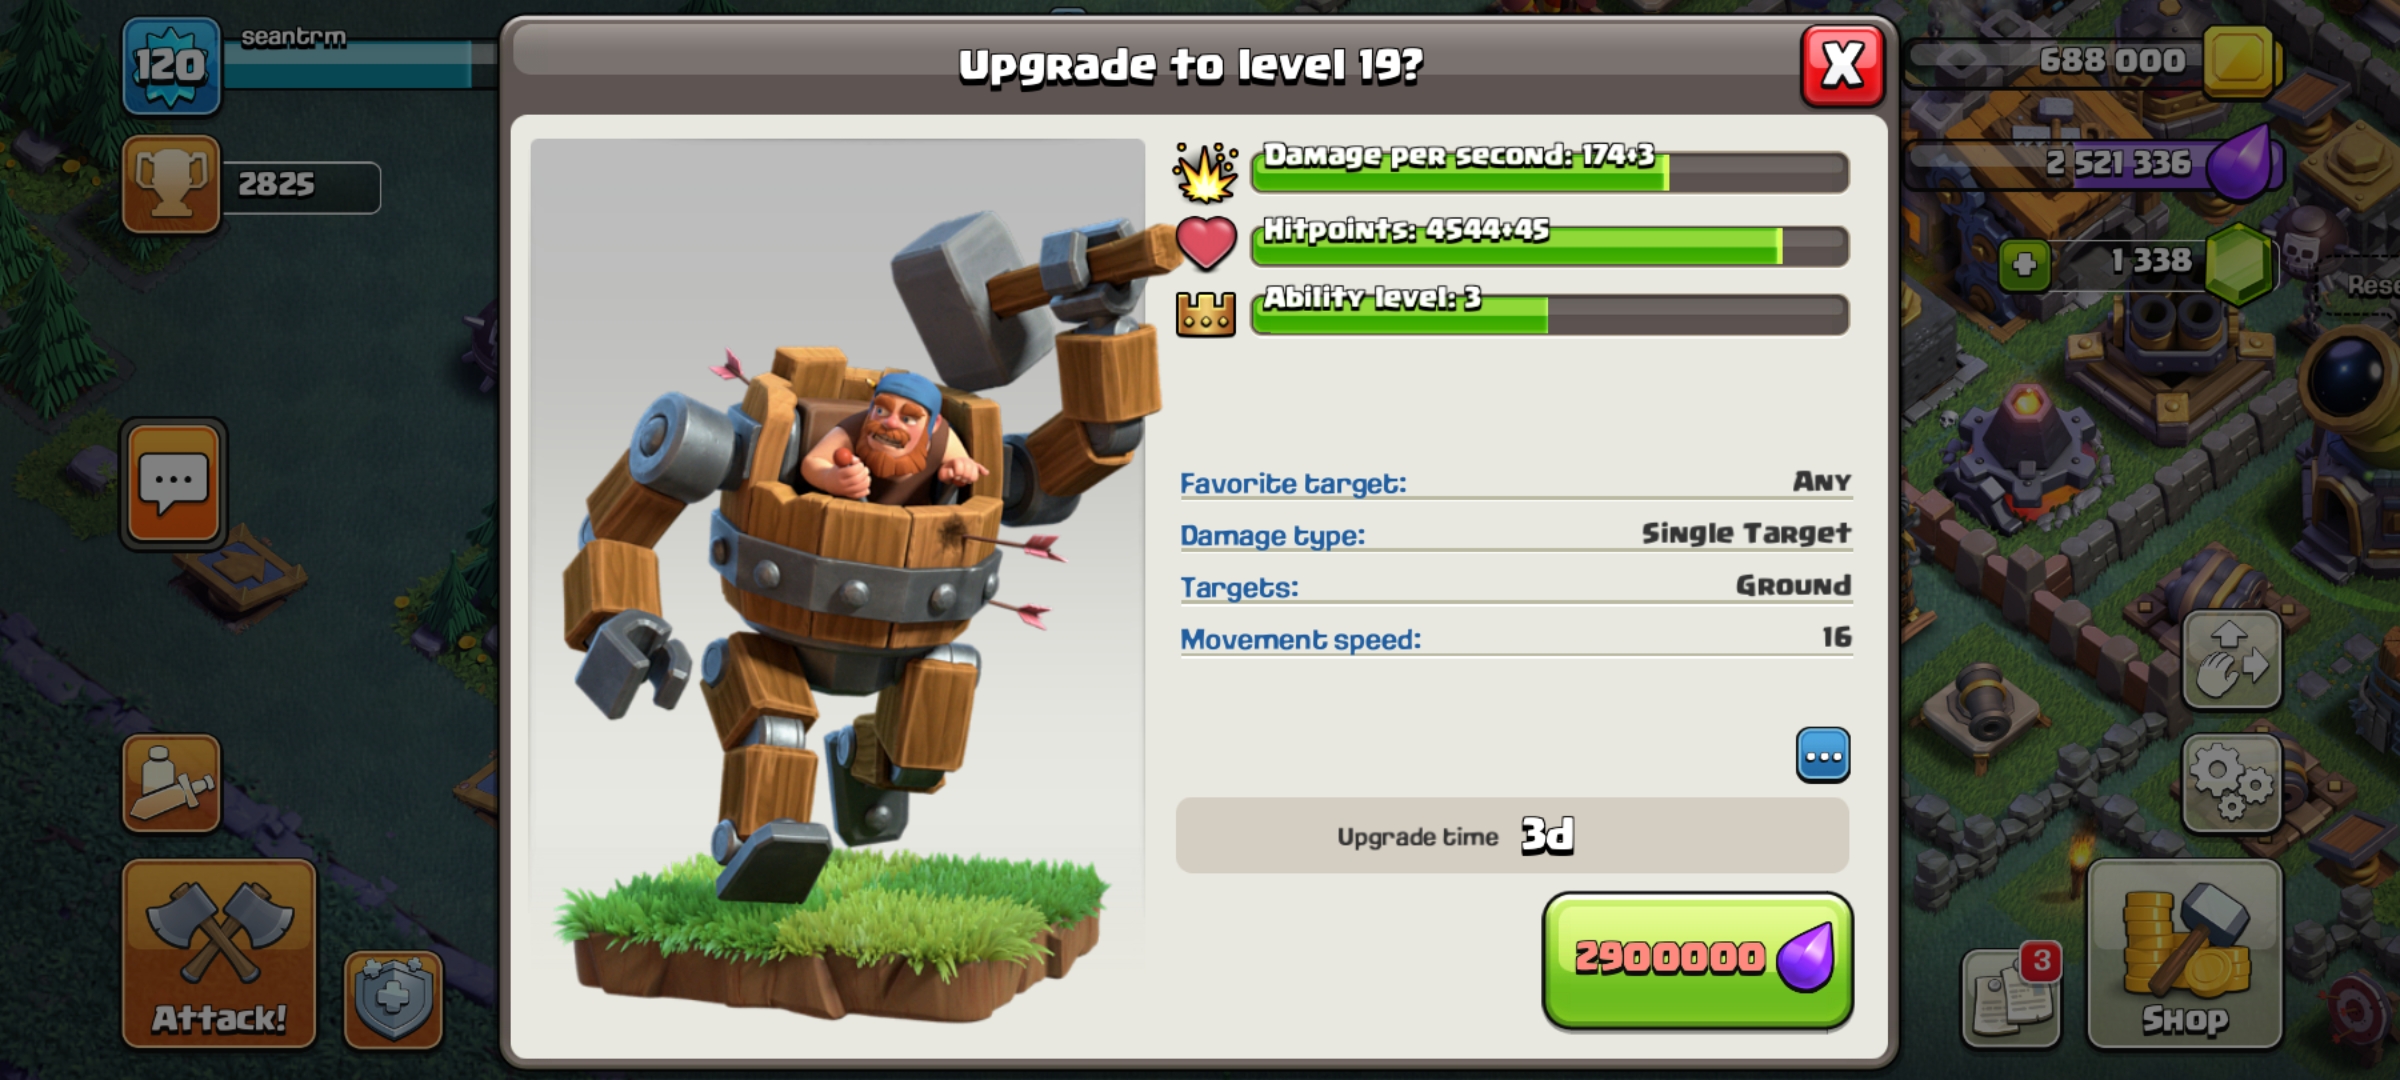 120
seantrm
2825
Upgrade to level 19?
X
688 000
2 521 336
1 338
Damage per second: 174+3
Hitpoints: 4544+45
Ability level: 3
Favorite target: Any
Damage type: Single Target
Targets: Ground
Movement speed: 16
Upgrade time 3d
2900000
Attack!
3
Shop